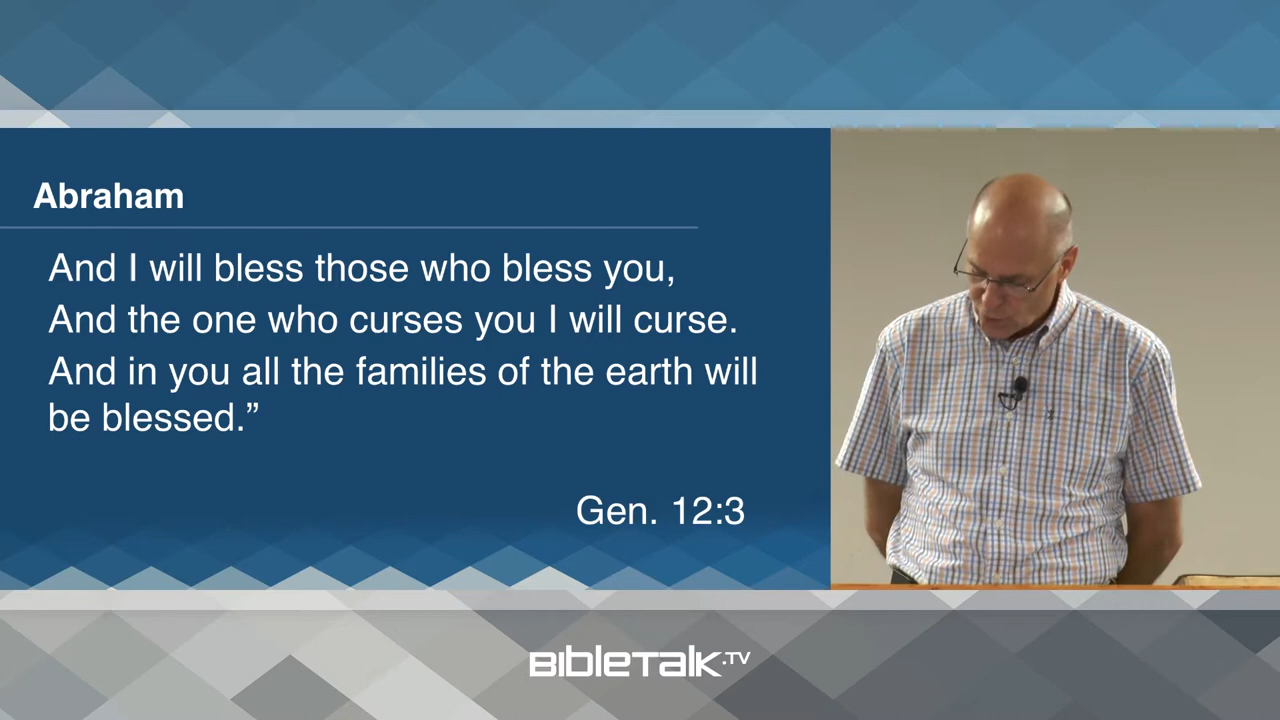 Abraham
And I will bless those who bless you,
And the one who curses you I will curse.
And in you all the families of the earth will
be blessed.”
Gen. 12:3
BIBLETALK.TV